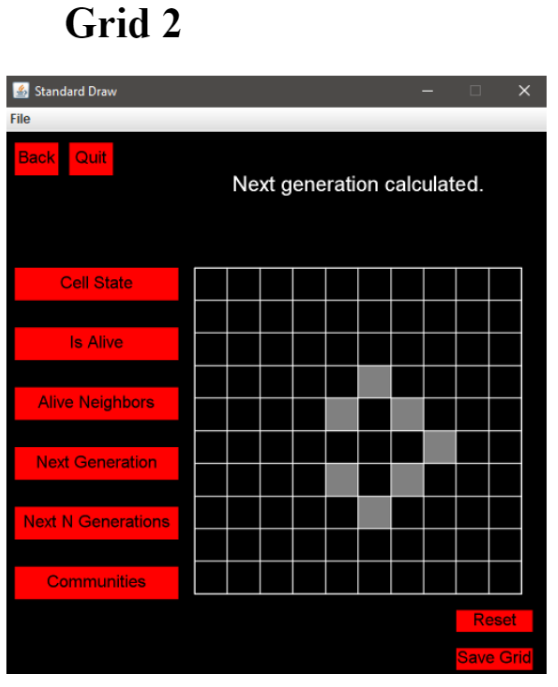 Grid 2
Standard Draw
File
Back Quit
Next generation calculated.
Cell State
Is Alive
Alive Neighbors
Next Generation
Next N Generations
Communities
Reset
Save Grid